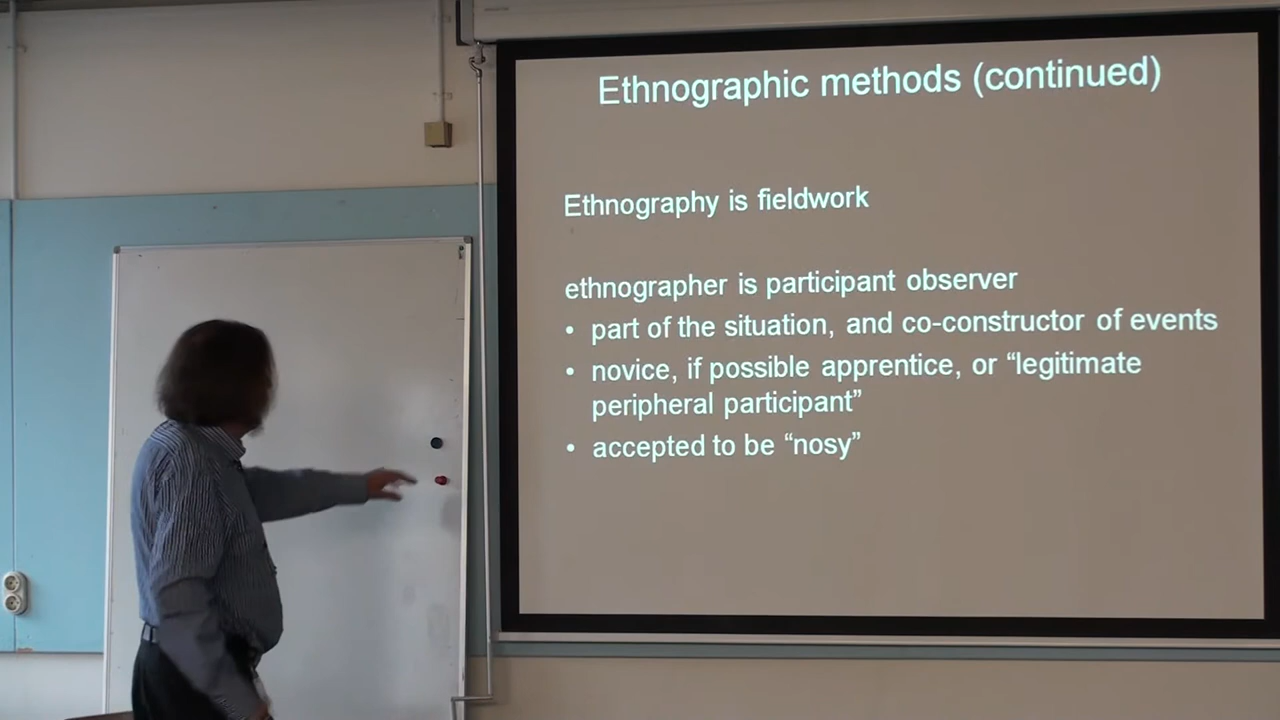 Ethnographic methods (continued)
Ethnography is fieldwork
ethnographer is participant observer
• part of the situation, and co-constructor of events
• novice, if possible apprentice, or “legitimate
peripheral participant”
• accepted to be “nosy”